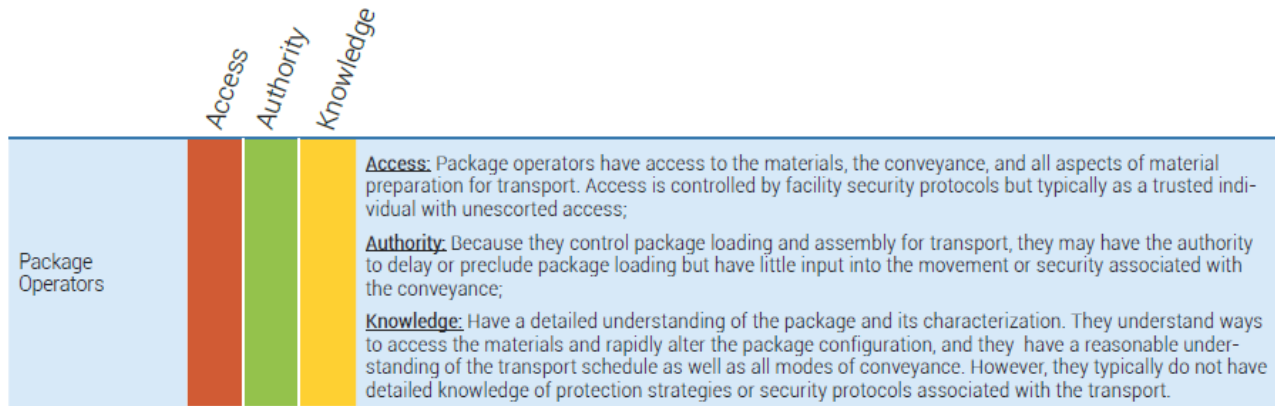 Access
Authority
Knowledge
Package
Operators
Access: Package operators have access to the materials, the conveyance, and all aspects of material
preparation for transport. Access is controlled by facility security protocols but typically as a trusted indi-
vidual with unescorted access;
Authority: Because they control package loading and assembly for transport, they may have the authority
to delay or preclude package loading but have little input into the movement or security associated with
the conveyance;
Knowledge: Have a detailed understanding of the package and its characterization. They understand ways
to access the materials and rapidly alter the package configuration, and they have a reasonable under-
standing of the transport schedule as well as all modes of conveyance. However, they typically do not have
detailed knowledge of protection strategies or security protocols associated with the transport.